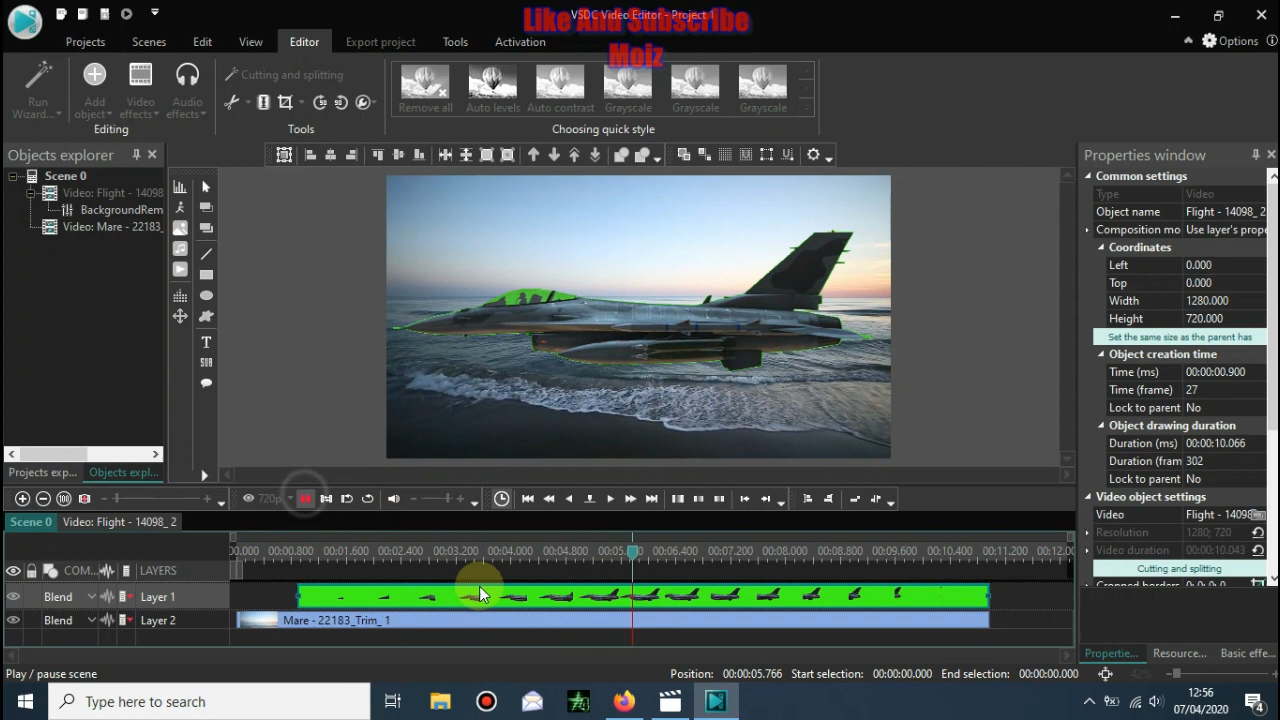 VSDC Video Editor - Project 1
Like And Subscribe
Moiz
Projects Scenes Edit View Editor Export project Tools Activation
Options
Run Wizard...
Add object
Video effects
Audio effects
Editing
Cutting and splitting
Tools
Remove all
Auto levels
Auto contrast
Grayscale
Grayscale
Grayscale
Choosing quick style
Objects explorer
Scene 0
Video: Flight - 14098
BackgroundRem
Video: Mare - 22183_
Projects exp...
Objects expl...
Properties window
Common settings
Type Video
Object name Flight - 14098_ 2
Composition mo Use layer's prope
Coordinates
Left 0.000
Top 0.000
Width 1280.000
Height 720.000
Set the same size as the parent has
Object creation time
Time (ms) 00:00:00.900
Time (frame) 27
Lock to parent No
Object drawing duration
Duration (ms) 00:00:10.066
Duration (fram 302
Lock to parent No
Video object settings
Video Flight - 14098
Resolution 1280; 720
Video duration 00:00:10.043
Cutting and splitting
Propertie... Resource... Basic effe...
720p
Scene 0 Video: Flight - 14098_ 2
00.000 00:00.800 00:01.600 00:02.400 00:03.200 00:04.000 00:04.800 00:05. 00:06.400 00:07.200 00:08.000 00:08.800 00:09.600 00:10.400 00:11.200 00:12.00
COM... LAYERS
Blend Layer 1
Blend Layer 2
Mare - 22183_Trim_ 1
Play / pause scene
Position: 00:00:05.766 Start selection: 00:00:00.000 End selection: 00:00:00.000
42%
Type here to search
12:56
07/04/2020
4